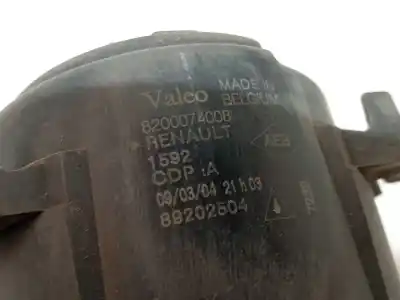 Valeo MADE IN
BELGIUM
8200074008
RENAULT
1592
CDP :A
09/03/04 21 h 09
89202504